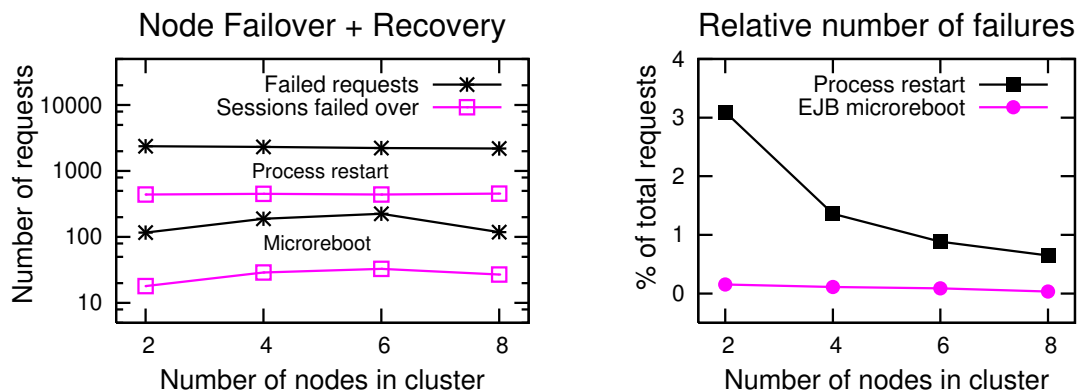 Node Failover + Recovery
Number of requests
10000
1000
100
10
Failed requests
Sessions failed over
Process restart
Microreboot
2 4 6 8
Number of nodes in cluster
Relative number of failures
% of total requests
4
3
2
1
0
Process restart
EJB microreboot
2 4 6 8
Number of nodes in cluster